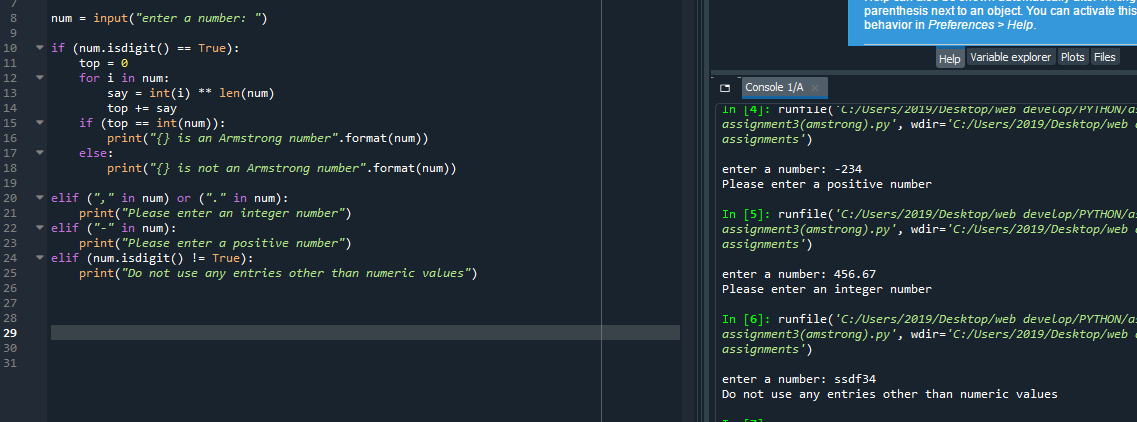 7
8 num = input("enter a number: ")
9
10 if (num.isdigit() == True):
11 top = 0
12 for i in num:
13 say = int(i) ** len(num)
14 top += say
15 if (top == int(num)):
16 print("{} is an Armstrong number".format(num))
17 else:
18 print("{} is not an Armstrong number".format(num))
19
20 elif ("," in num) or ("." in num):
21 print("Please enter an integer number")
22 elif ("-" in num):
23 print("Please enter a positive number")
24 elif (num.isdigit() != True):
25 print("Do not use any entries other than numeric values")
26
27
28
29
30
31
parenthesis next to an object. You can activate this
behavior in Preferences > Help.
Help Variable explorer Plots Files
Console 1/A
In [4]: runfile('C:/Users/2019/Desktop/web develop/PYTHON/as
assignment3(amstrong).py', wdir='C:/Users/2019/Desktop/web
assignments')
enter a number: -234
Please enter a positive number
In [5]: runfile('C:/Users/2019/Desktop/web develop/PYTHON/as
assignment3(amstrong).py', wdir='C:/Users/2019/Desktop/web
assignments')
enter a number: 456.67
Please enter an integer number
In [6]: runfile('C:/Users/2019/Desktop/web develop/PYTHON/as
assignment3(amstrong).py', wdir='C:/Users/2019/Desktop/web
assignments')
enter a number: ssdf34
Do not use any entries other than numeric values
In [7]: